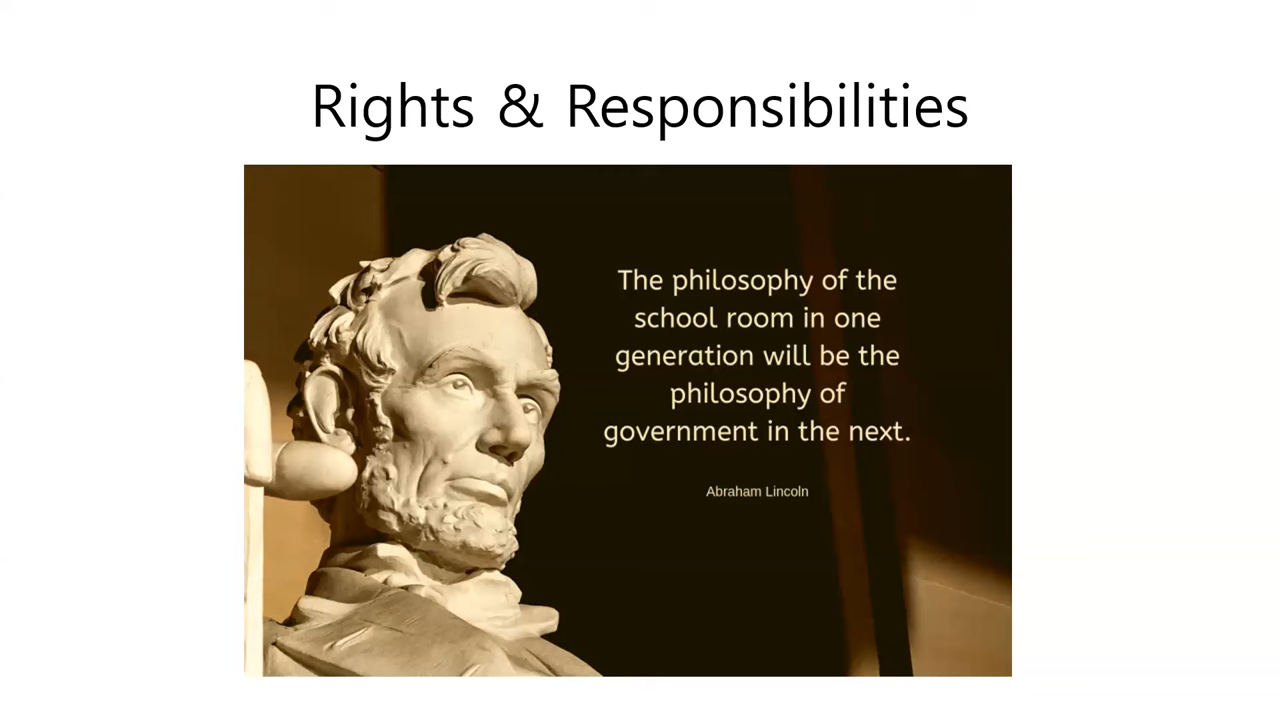 Rights & Responsibilities
The philosophy of the
school room in one
generation will be the
philosophy of
government in the next.
Abraham Lincoln